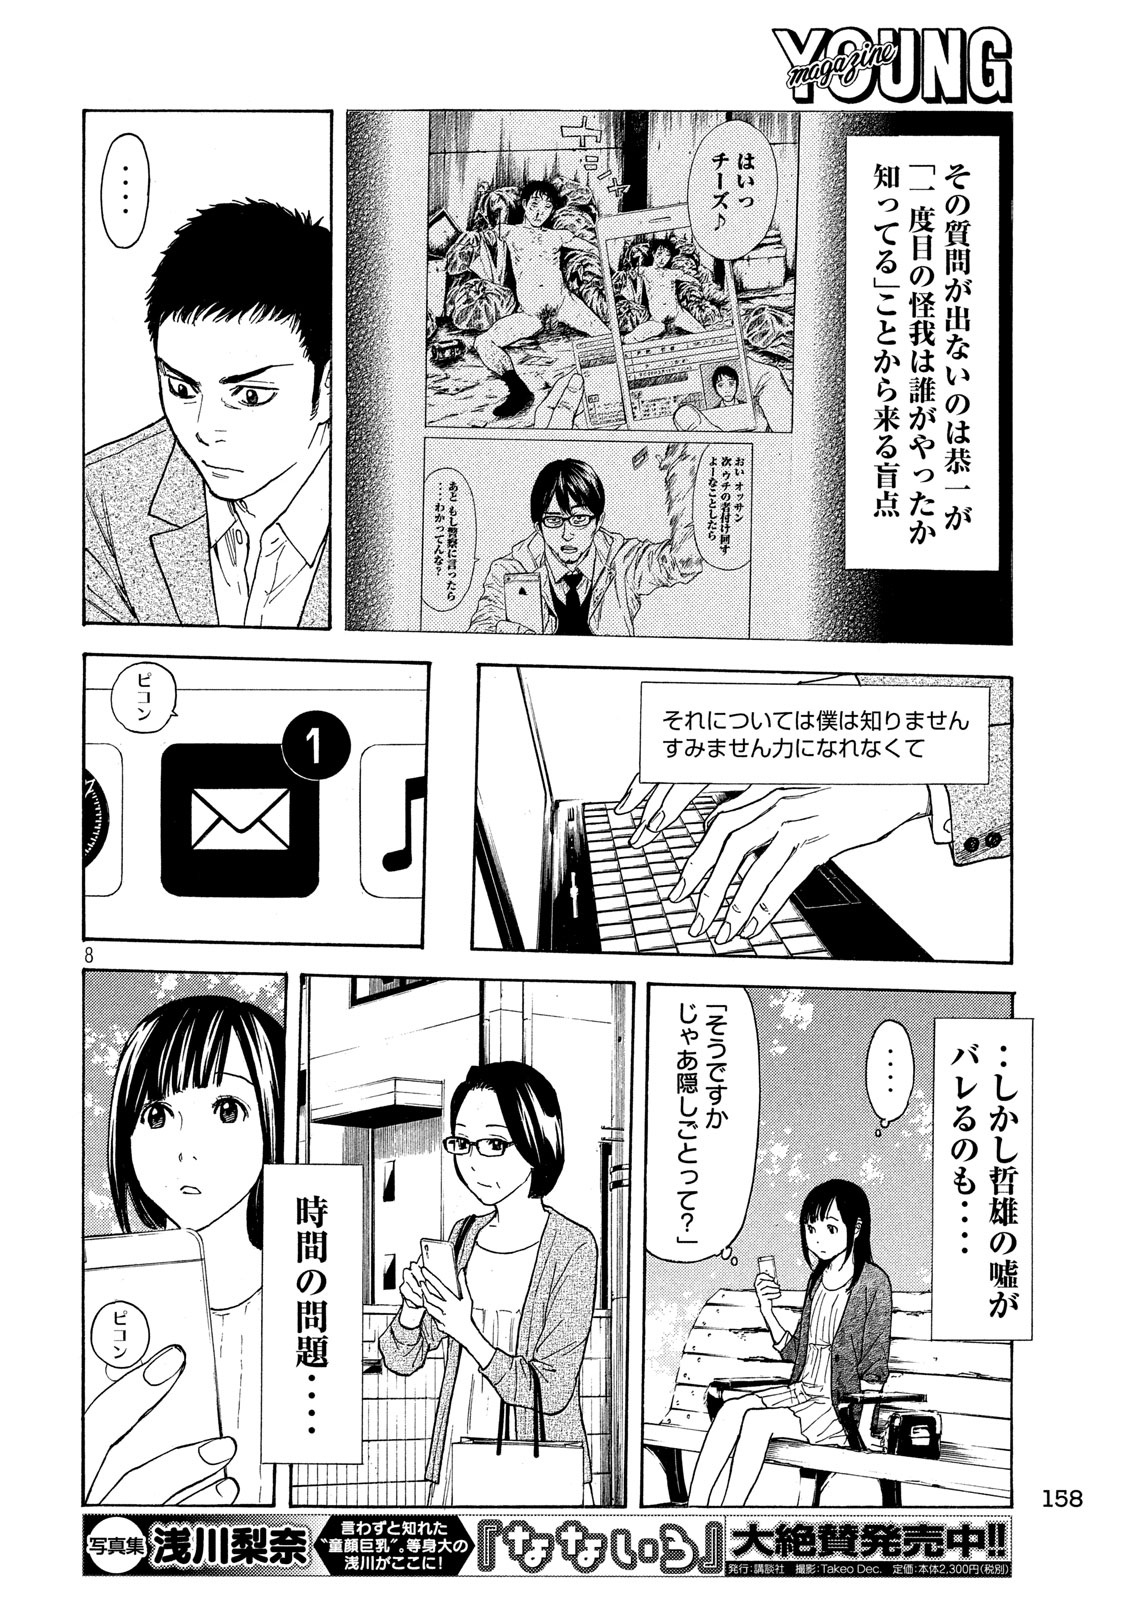 YOUNG
magazine
その質問が出ないのは恭一が
「一度目の怪我は誰がやったか
知ってる」ことから来る盲点
はいっ
チーズ♪
おい オッサン
次 ウチの者付け回す
よーなことしたら
あと もし警察に言ったら
・・・わかってんな？
・・・・
それについては僕は知りません
すみません力になれなくて
ピコン
1
8
‥しかし哲雄の嘘が
バレるのも・・・・
・・・・
「そうですか
じゃあ隠しごとって？」
時間の問題・・・・
ピコン
158
写真集
浅川梨奈
言わずと知れた
“童顔巨乳”。等身大の
浅川がここに！
『なないろ』
大絶賛発売中!!
発行:講談社 撮影:Takeo Dec. 定価:本体2,300円(税別)